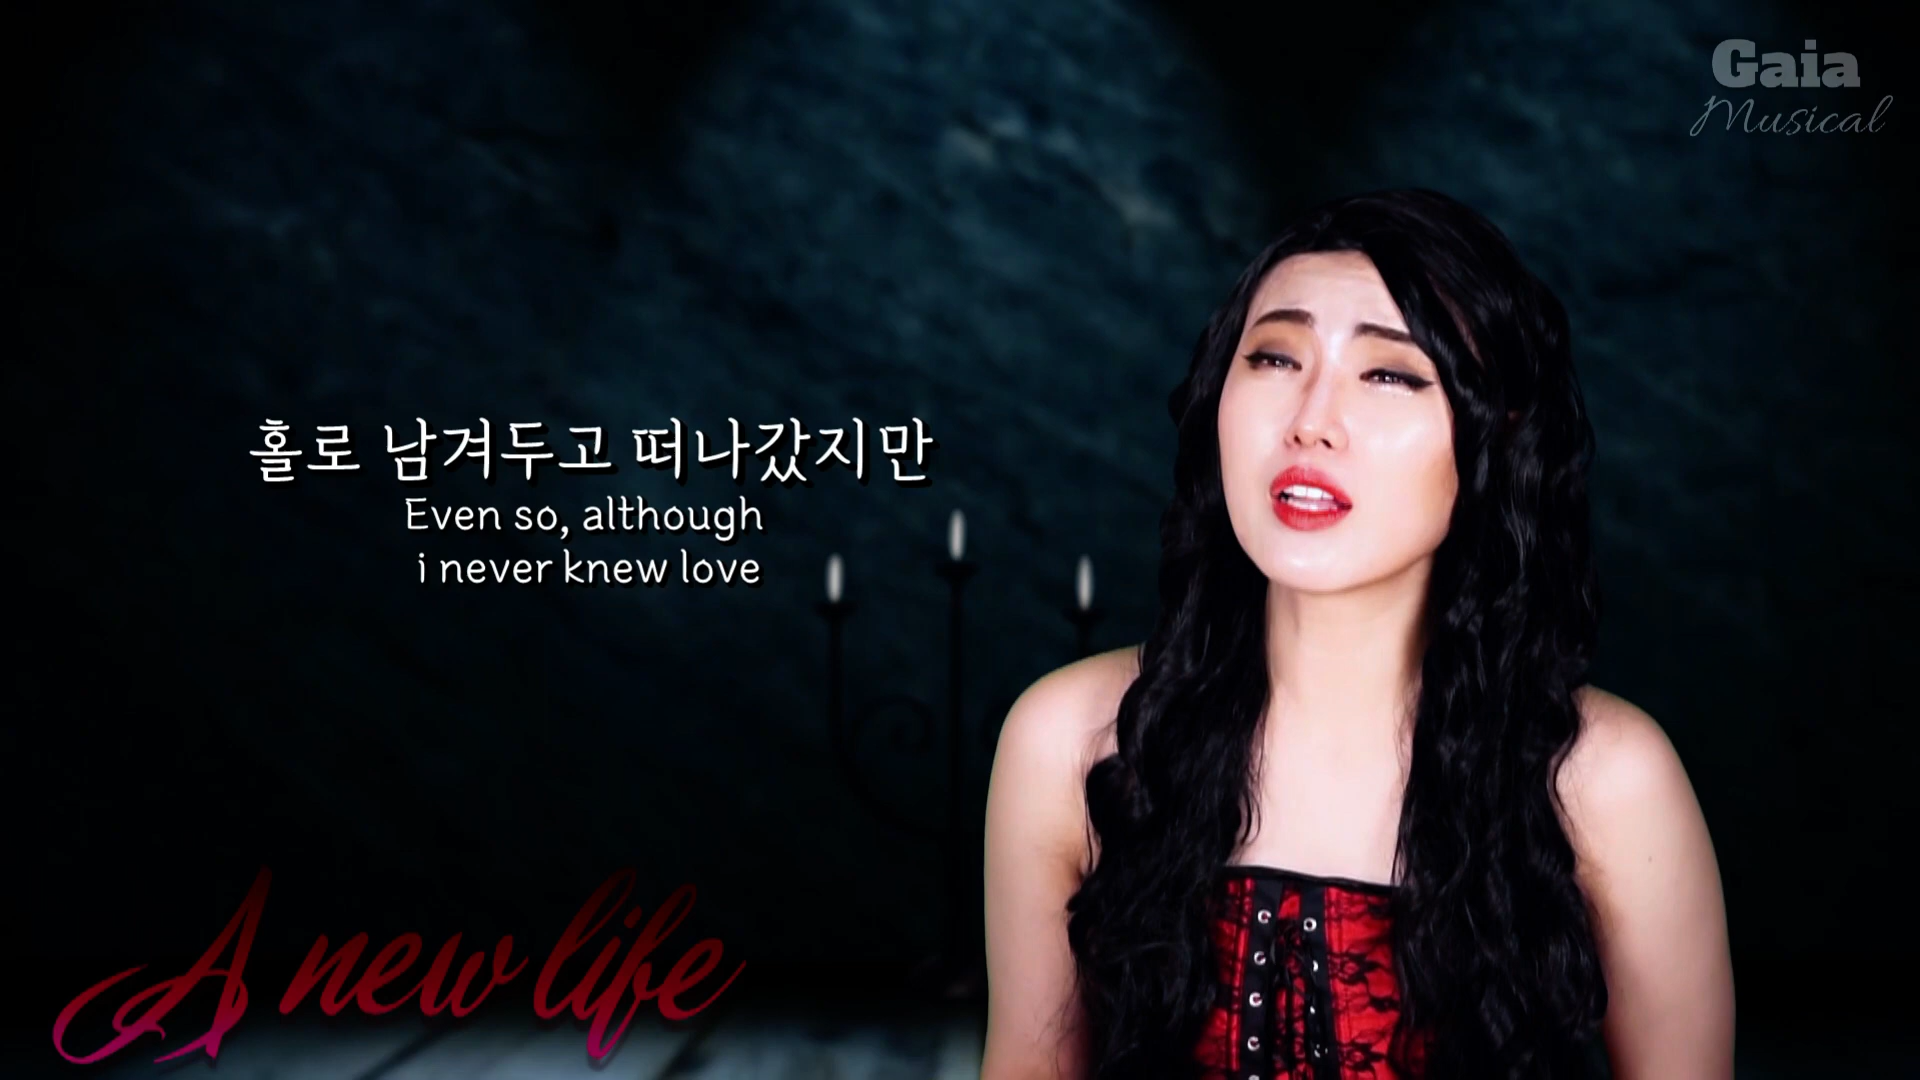 Gaia
Musical
홀로 남겨두고 떠나갔지만
Even so, although
i never knew love
A new life